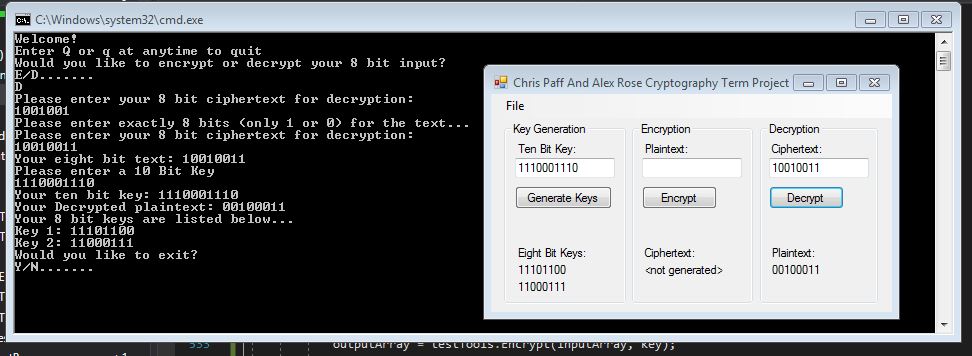 C:\Windows\system32\cmd.exe
Welcome!
Enter Q or q at anytime to quit
Would you like to encrypt or decrypt your 8 bit input?
E/D.......
D
Please enter your 8 bit ciphertext for decryption:
1001001
Please enter exactly 8 bits (only 1 or 0) for the text...
Please enter your 8 bit ciphertext for decryption:
10010011
Your eight bit text: 10010011
Please enter a 10 Bit Key
1110001110
Your ten bit key: 1110001110
Your Decrypted plaintext: 00100011
Your 8 bit keys are listed below...
Key 1: 11101100
Key 2: 11000111
Would you like to exit?
Y/N.......
Chris Paff And Alex Rose Cryptography Term Project
File
Key Generation
Ten Bit Key:
1110001110
Generate Keys
Eight Bit Keys:
11101100
11000111
Encryption
Plaintext:
Encrypt
Ciphertext:
<not generated>
Decryption
Ciphertext:
10010011
Decrypt
Plaintext:
00100011
outputArray = testTools.Encrypt(inputArray, key);